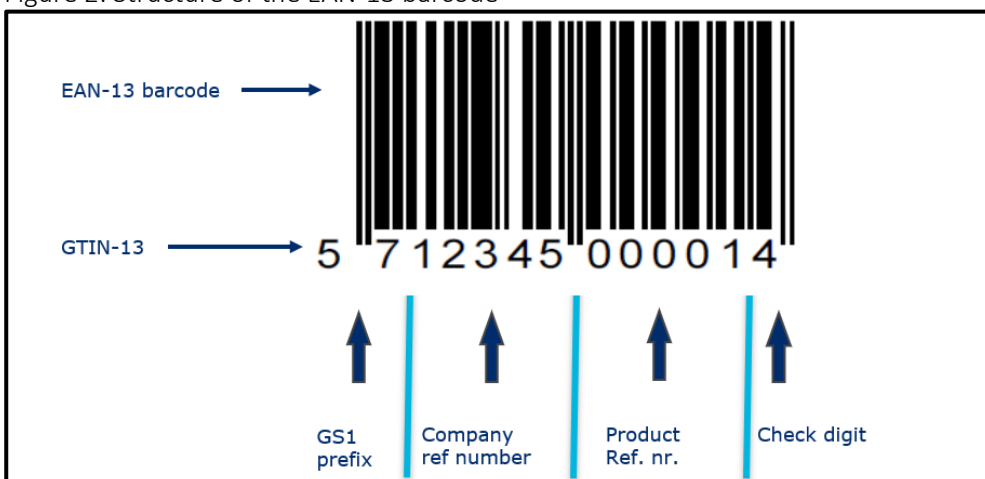 Figure 2: Structure of the EAN-13 barcode
EAN-13 barcode
GTIN-13
5 712345 000014
GS1
prefix
Company
ref number
Product
Ref. nr.
Check digit